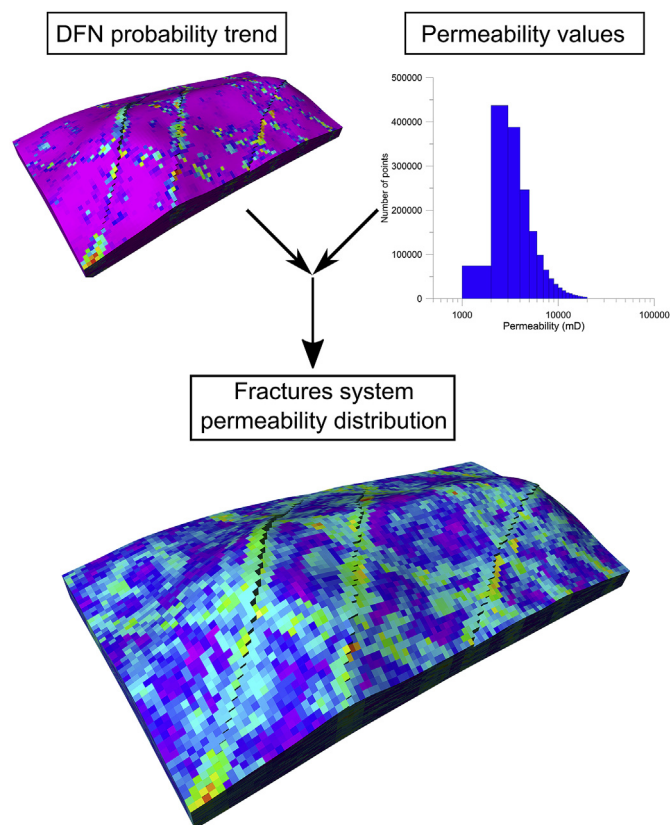 DFN probability trend
Permeability values
500000
400000
300000
200000
100000
0
Number of points
1000
10000
100000
Permeability (mD)
Fractures system
permeability distribution